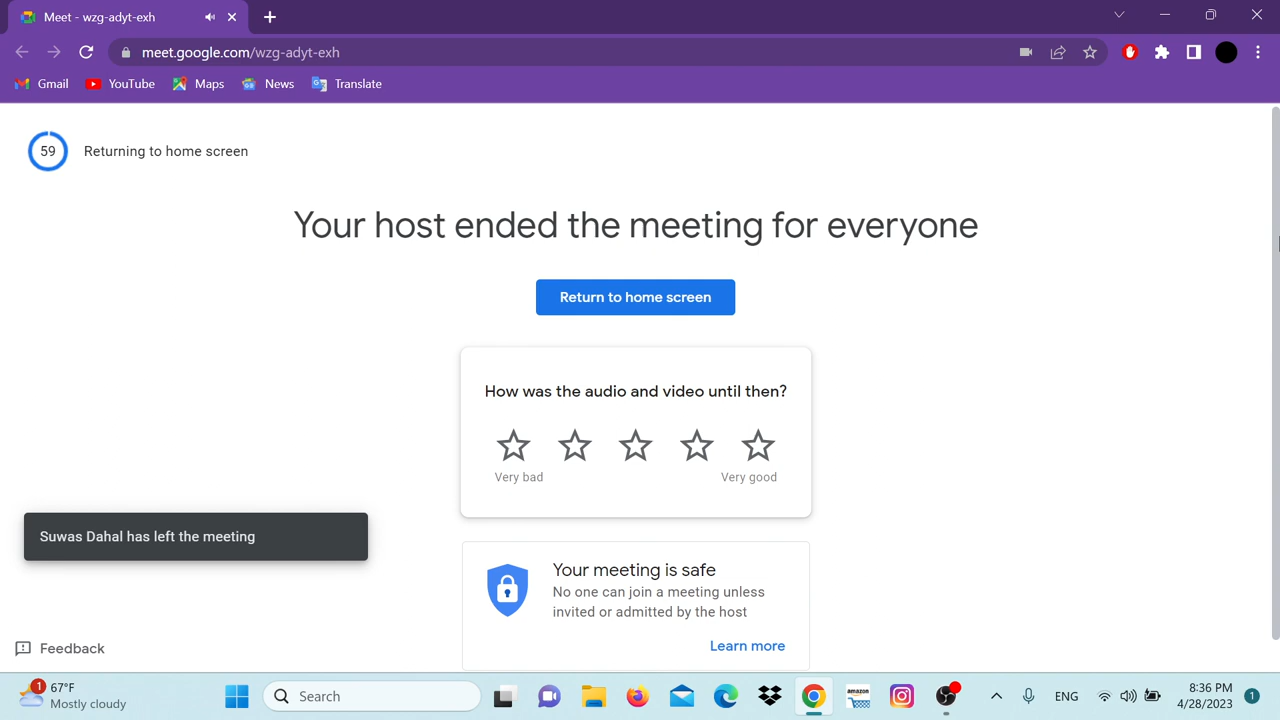 Meet - wzg-adyt-exh
meet.google.com/wzg-adyt-exh
Gmail YouTube Maps News Translate
59 Returning to home screen
Your host ended the meeting for everyone
Return to home screen
How was the audio and video until then?
Very bad Very good
Suwas Dahal has left the meeting
Your meeting is safe
No one can join a meeting unless
invited or admitted by the host
Learn more
Feedback
1 67°F
Mostly cloudy
Search
amazon
ENG
8:36 PM
4/28/2023
1